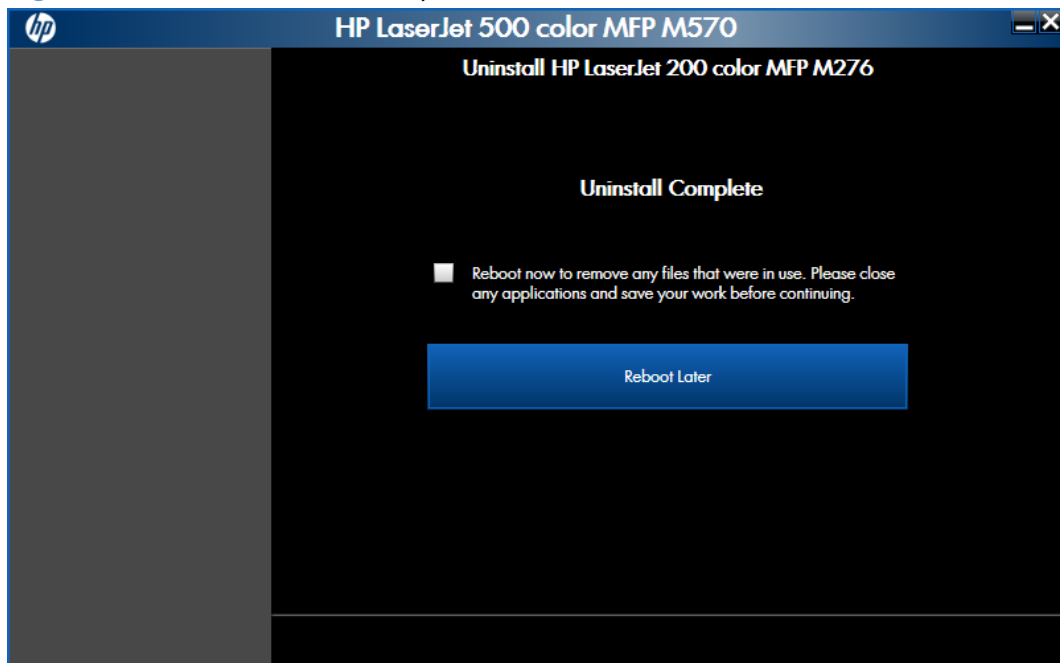 hp
HP LaserJet 500 color MFP M570
Uninstall HP LaserJet 200 color MFP M276
Uninstall Complete
Reboot now to remove any files that were in use. Please close
any applications and save your work before continuing.
Reboot Later